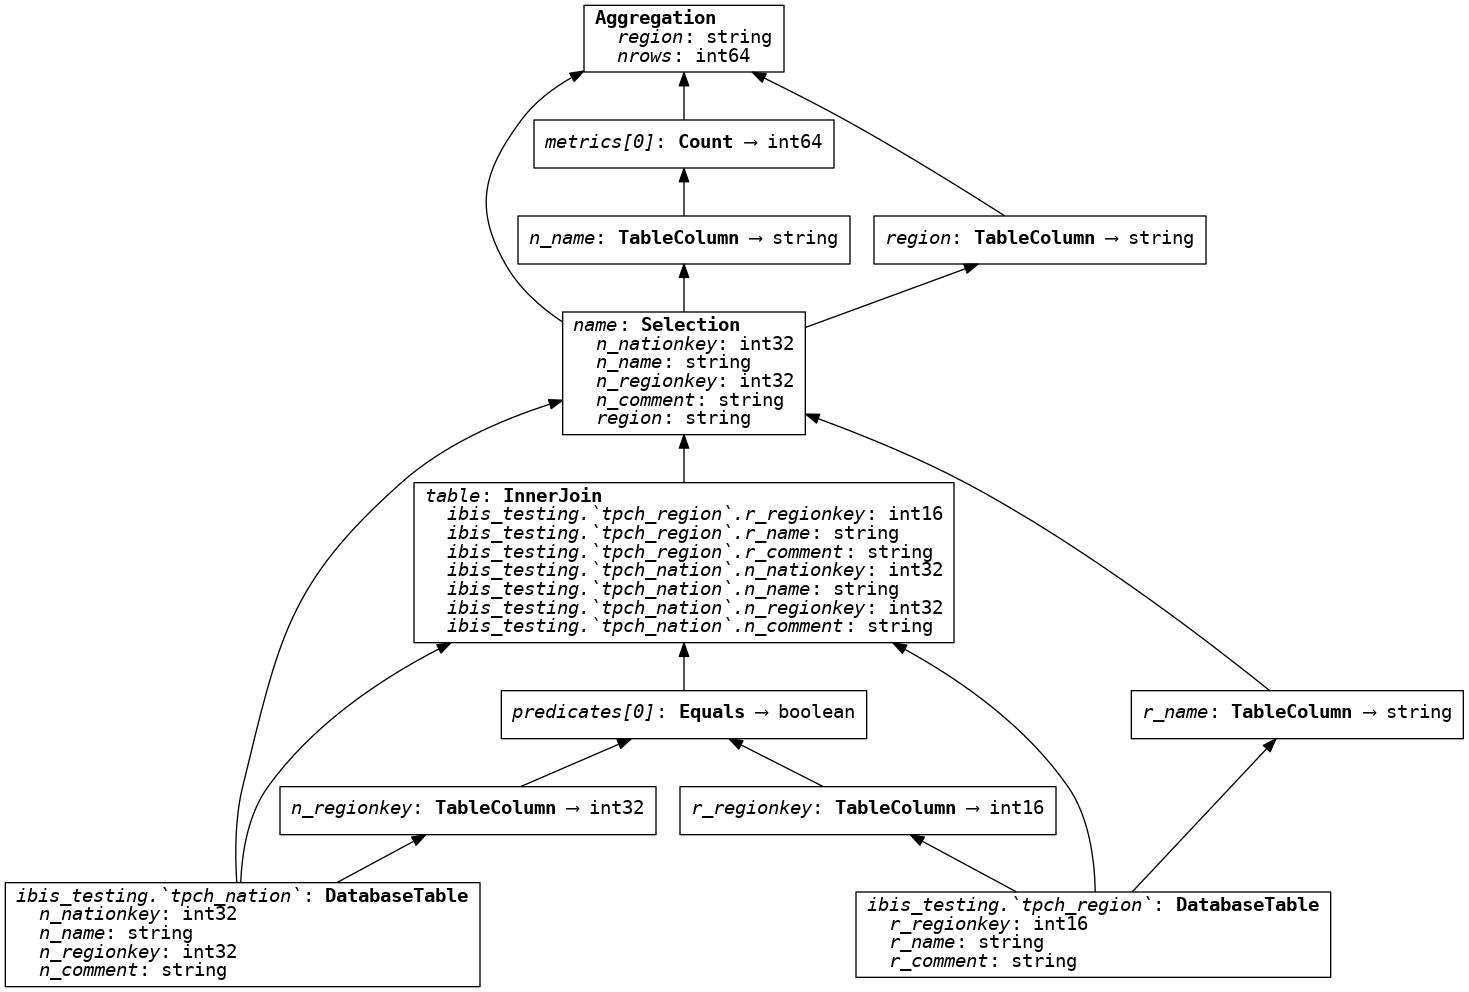 Aggregation
region: string
nrows: int64
metrics[0]: Count → int64
n_name: TableColumn → string
region: TableColumn → string
name: Selection
n_nationkey: int32
n_name: string
n_regionkey: int32
n_comment: string
region: string
table: InnerJoin
ibis_testing.`tpch_region`.r_regionkey: int16
ibis_testing.`tpch_region`.r_name: string
ibis_testing.`tpch_region`.r_comment: string
ibis_testing.`tpch_nation`.n_nationkey: int32
ibis_testing.`tpch_nation`.n_name: string
ibis_testing.`tpch_nation`.n_regionkey: int32
ibis_testing.`tpch_nation`.n_comment: string
predicates[0]: Equals → boolean
r_name: TableColumn → string
n_regionkey: TableColumn → int32
r_regionkey: TableColumn → int16
ibis_testing.`tpch_nation`: DatabaseTable
n_nationkey: int32
n_name: string
n_regionkey: int32
n_comment: string
ibis_testing.`tpch_region`: DatabaseTable
r_regionkey: int16
r_name: string
r_comment: string